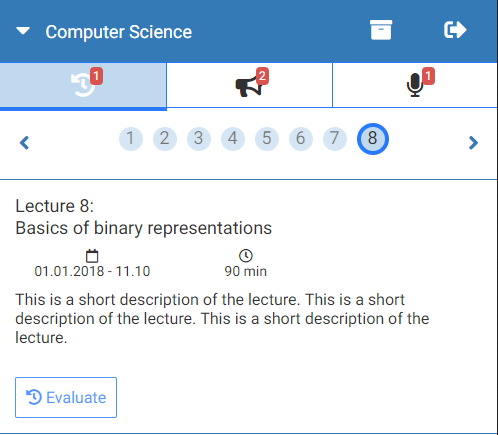 Computer Science
1
2
1
1 2 3 4 5 6 7 8
Lecture 8:
Basics of binary representations
01.01.2018 - 11.10
90 min
This is a short description of the lecture. This is a short
description of the lecture. This is a short description of the
lecture.
Evaluate